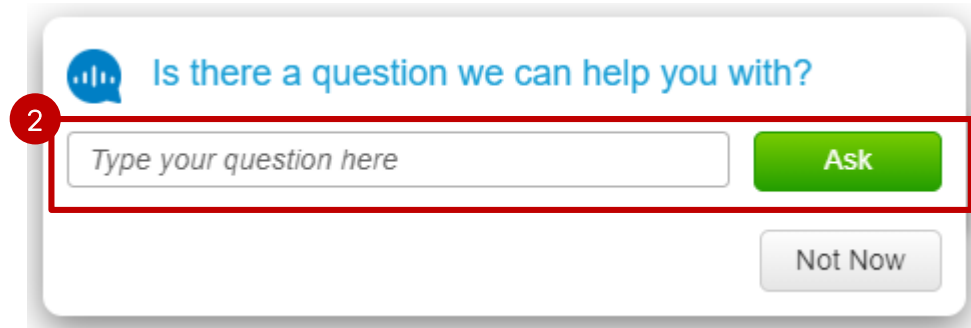 Is there a question we can help you with?
2
Type your question here
Ask
Not Now